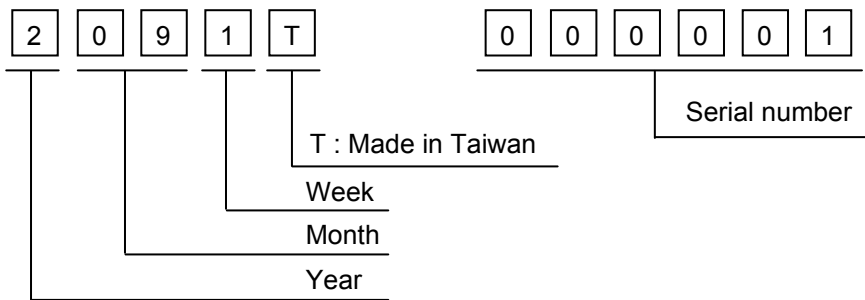 2 0 9 1 T 0 0 0 0 0 1
Serial number
T : Made in Taiwan
Week
Month
Year